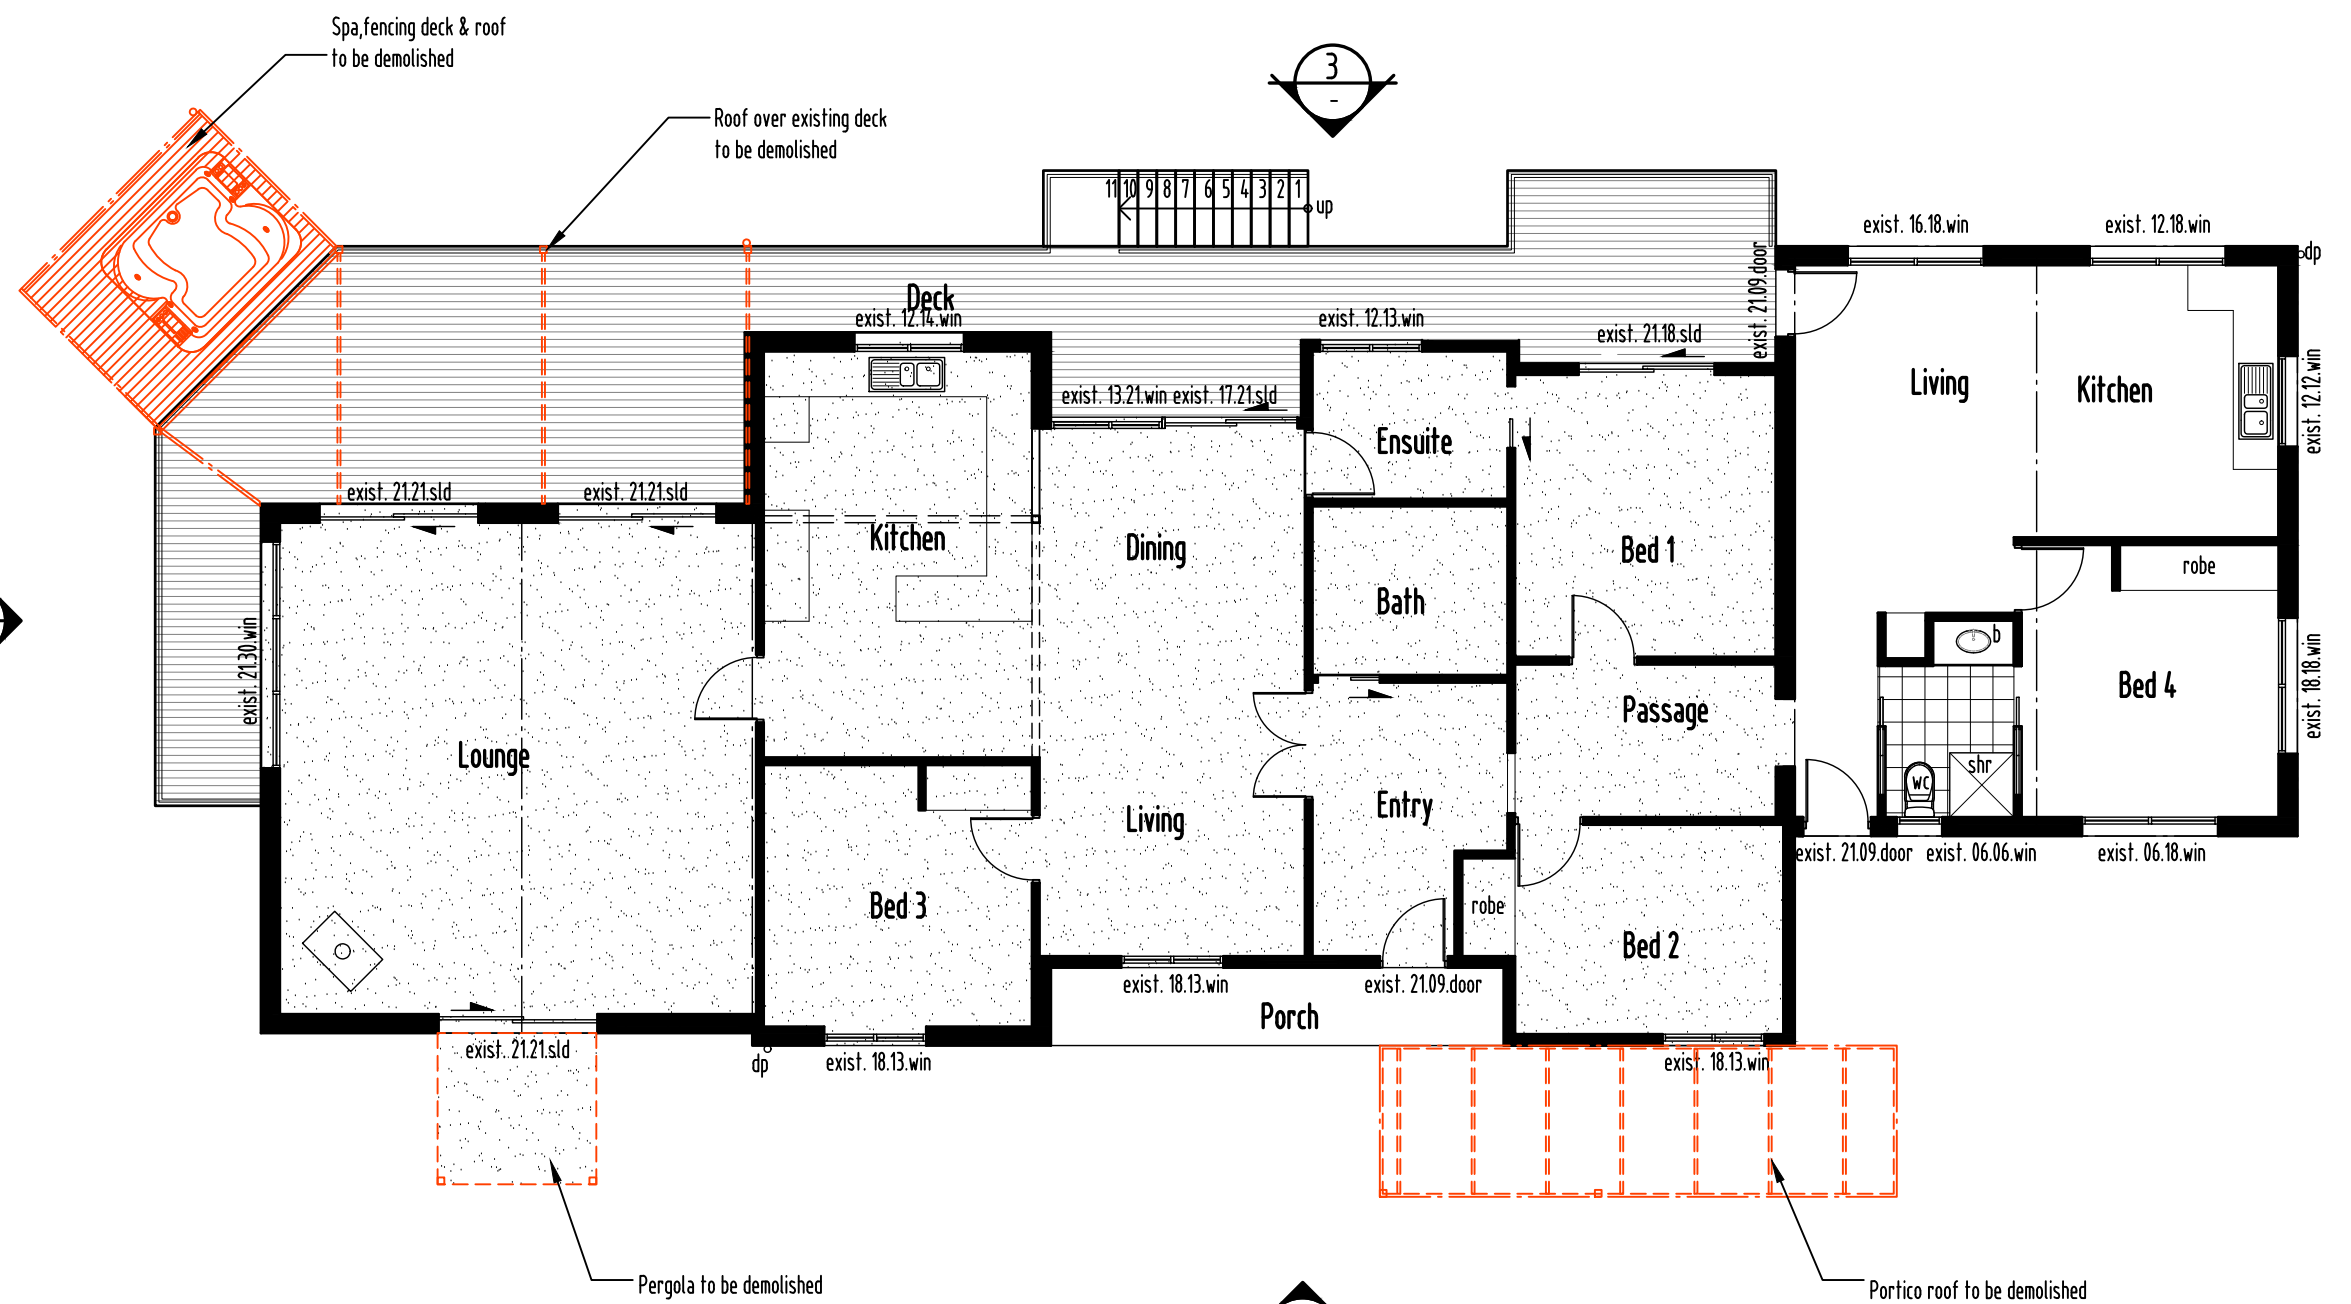 Spa,fencing deck & roof
to be demolished
3
-
Roof over existing deck
to be demolished
11 10 9 8 7 6 5 4 3 2 1
up
exist. 16.18.win
exist. 12.18.win
dp
exist. 21.09.door
Deck
exist. 12.14.win
exist. 12.13.win
exist. 21.18.sld
exist. 13.21.win exist. 17.21.sld
Living
Kitchen
exist. 12.12.win
Ensuite
exist. 21.21.sld
exist. 21.21.sld
Kitchen
Dining
Bed 1
robe
Bath
b
exist. 21.30.win
exist. 18.18.win
Bed 4
Passage
Lounge
shr
wc
Entry
Living
exist. 21.09.door
exist. 06.06.win
exist. 06.18.win
Bed 3
robe
Bed 2
exist. 18.13.win
exist. 21.09.door
Porch
exist. 21.21.sld
dp
exist. 18.13.win
exist. 18.13.win
Pergola to be demolished
Portico roof to be demolished